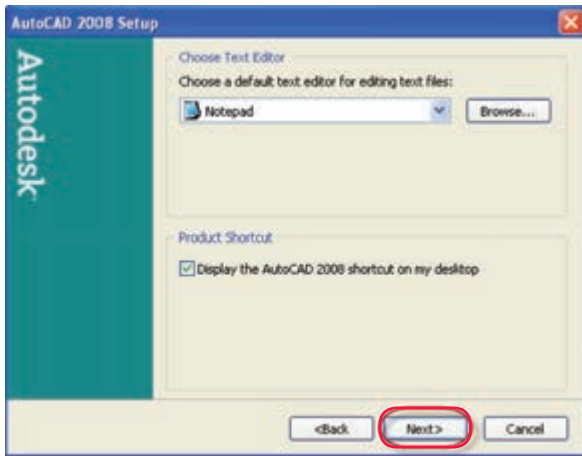 AutoCAD 2008 Setup
Autodesk
Choose Text Editor
Choose a default text editor for editing text files:
Notepad
Browse...
Product Shortcut
Display the AutoCAD 2008 shortcut on my desktop
<Back
Next>
Cancel